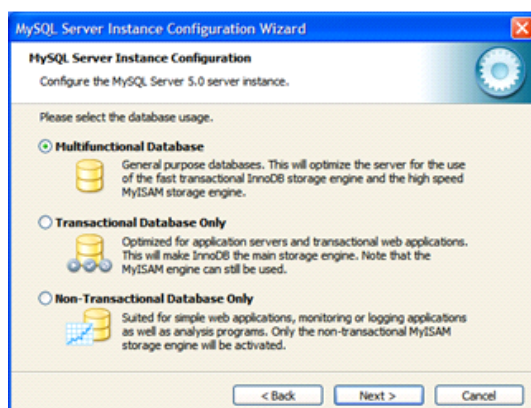 MySQL Server Instance Configuration Wizard
MySQL Server Instance Configuration
Configure the MySQL Server 5.0 server instance.
Please select the database usage.
Multifunctional Database
General purpose databases. This will optimize the server for the use
of the fast transactional InnoDB storage engine and the high speed
MyISAM storage engine.
Transactional Database Only
Optimized for application servers and transactional web applications.
This will make InnoDB the main storage engine. Note that the
MyISAM engine can still be used.
Non-Transactional Database Only
Suited for simple web applications, monitoring or logging applications
as well as analysis programs. Only the non-transactional MyISAM
storage engine will be activated.
< Back
Next >
Cancel